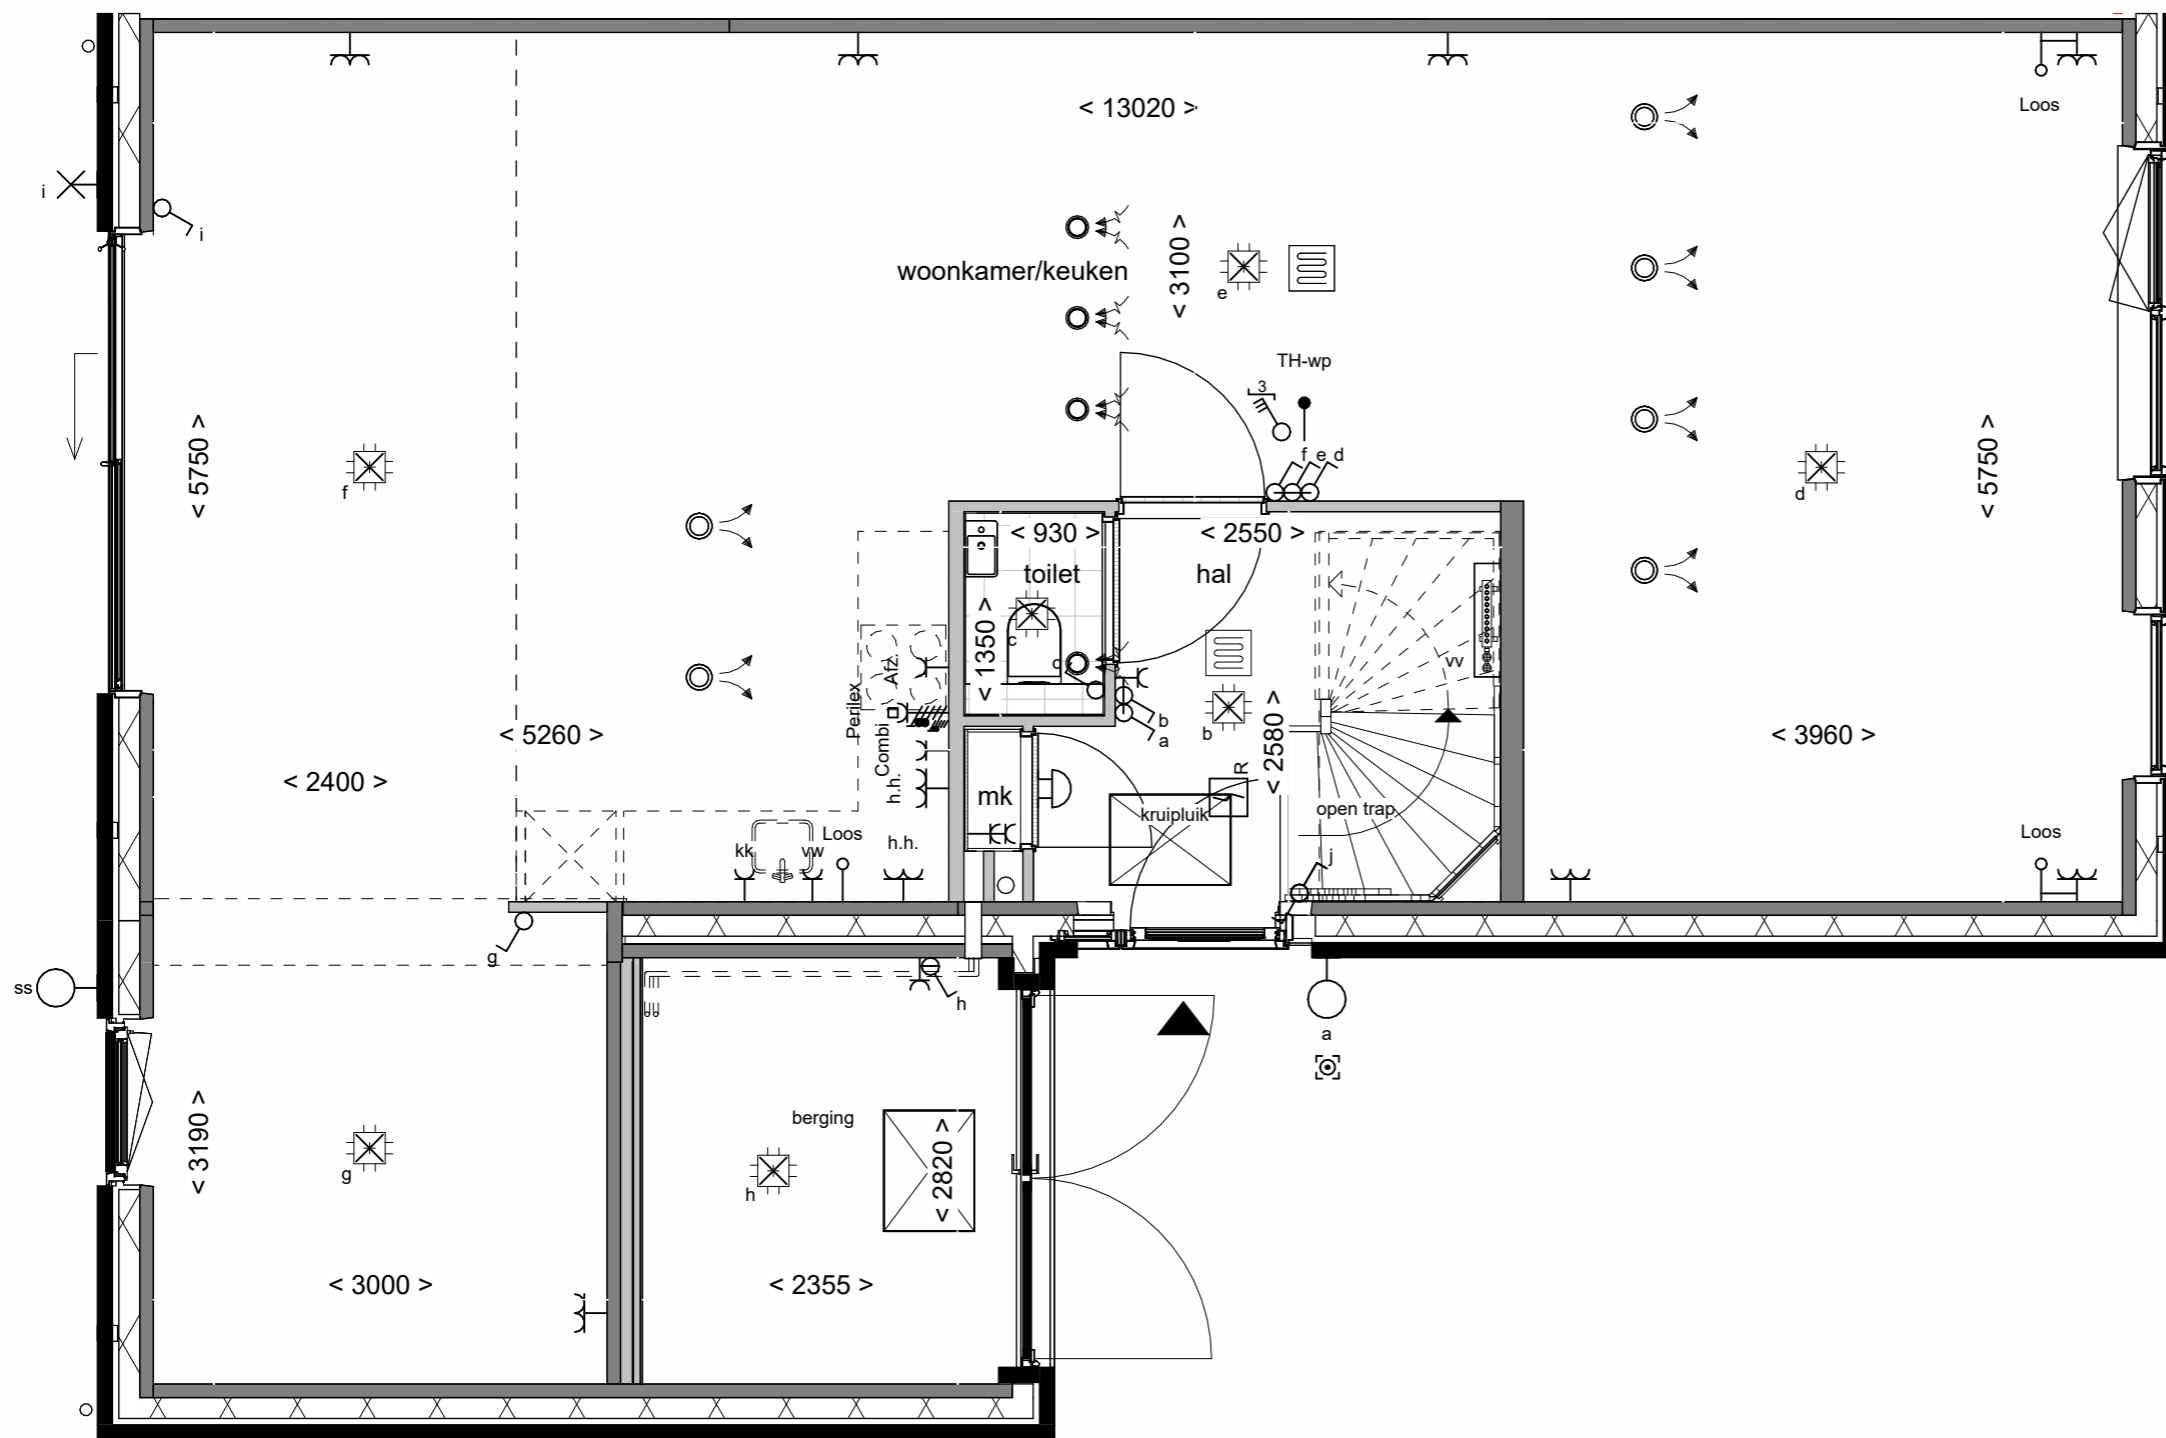 < 13020 >
Loos
i
i
woonkamer/keuken
< 3100 >
e
TH-wp
3
f e d
< 5750 >
f
d
< 5750 >
< 930 >
< 2550 >
toilet
hal
c
c
< 1350 >
vv
Afz.
Perilex
Combi
h.h.
b
a
b
< 2580 >
R
< 5260 >
< 2400 >
< 3960 >
mk
kruipluik
open trap
kk
vw
Loos
h.h.
j
Loos
g
h
ss
a
< 3190 >
g
berging
h
< 2820 >
< 3000 >
< 2355 >